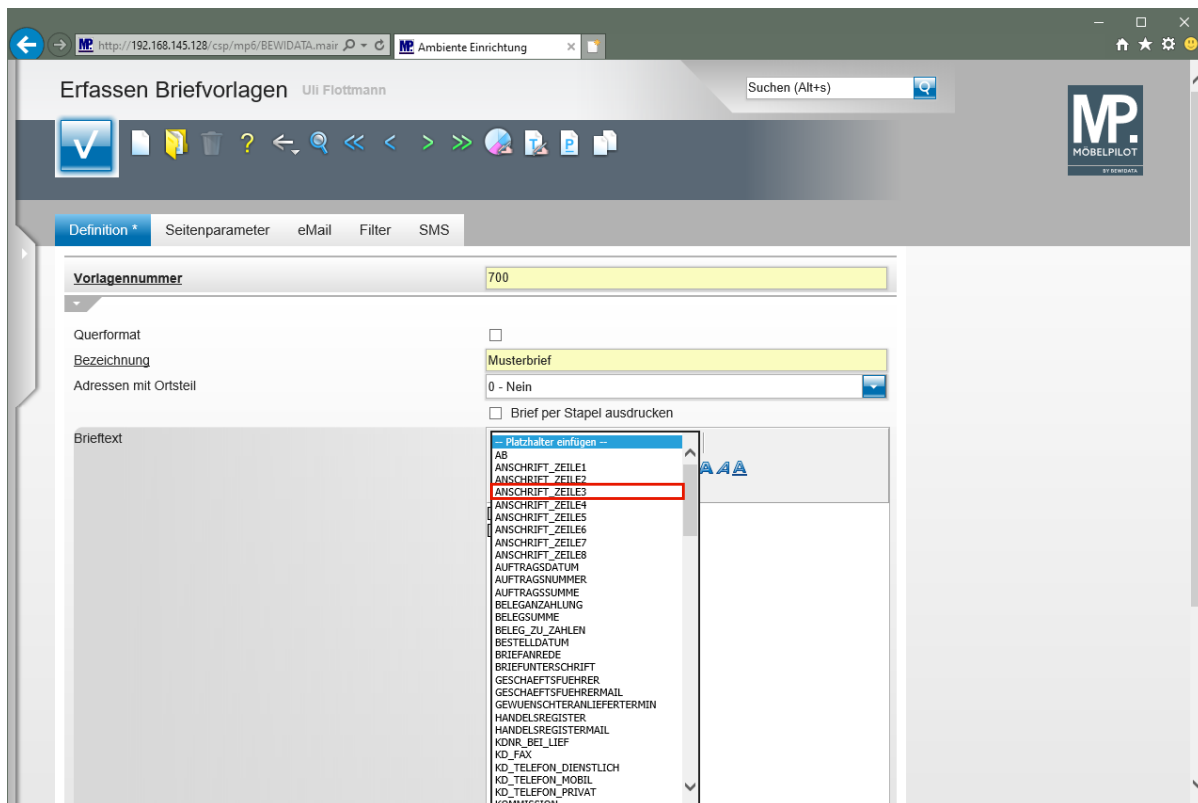 http://192.168.145.128/csp/mp6/BEWIDATA.mair
MP. Ambiente Einrichtung
Erfassen Briefvorlagen Uli Flottmann
Suchen (Alt+s)
MP.
MÖBELPILOT
BY BEWIDATA
Definition * Seitenparameter eMail Filter SMS
Vorlagennummer 700
Querformat
Bezeichnung Musterbrief
Adressen mit Ortsteil 0 - Nein
Brief per Stapel ausdrucken
Brieftext
-- Platzhalter einfügen --
AB
ANSCHRIFT_ZEILE1
ANSCHRIFT_ZEILE2
ANSCHRIFT_ZEILE3
ANSCHRIFT_ZEILE4
ANSCHRIFT_ZEILE5
ANSCHRIFT_ZEILE6
ANSCHRIFT_ZEILE7
ANSCHRIFT_ZEILE8
AUFTRAGSDATUM
AUFTRAGSNUMMER
AUFTRAGSSUMME
BELEGANZAHLUNG
BELEGSUMME
BELEG_ZU_ZAHLEN
BESTELLDATUM
BRIEFANREDE
BRIEFUNTERSCHRIFT
GESCHAEFTSFUEHRER
GESCHAEFTSFUEHRERMAIL
GEWUENSCHTERANLIEFERTERMIN
HANDELSREGISTER
HANDELSREGISTERMAIL
KDNR_BEI_LIEF
KD_FAX
KD_TELEFON_DIENSTLICH
KD_TELEFON_MOBIL
KD_TELEFON_PRIVAT
KOMMISSION